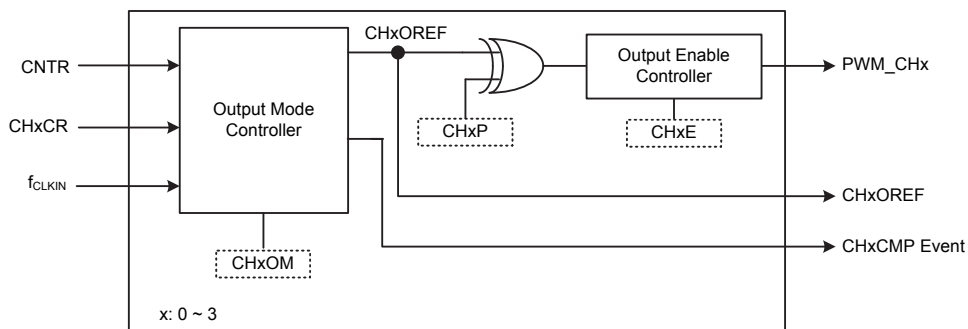 CHxOREF
CNTR
CHxCR
fCLKIN
Output Mode
Controller
CHxOM
CHxP
Output Enable
Controller
CHxE
PWM_CHx
CHxOREF
CHxCMP Event
x: 0 ~ 3